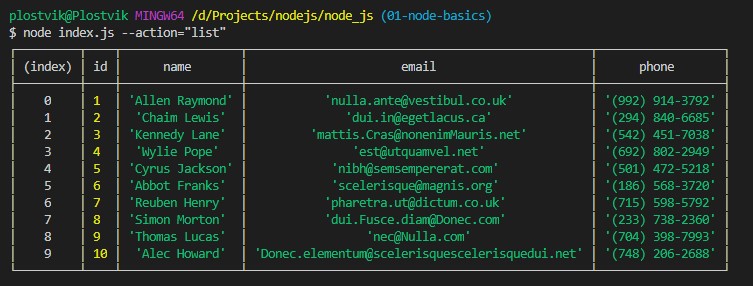 plostvik@Plostvik MINGW64 /d/Projects/nodejs/node_js (01-node-basics)
$ node index.js --action="list"
(index) id name email phone
0 1 'Allen Raymond' 'nulla.ante@vestibul.co.uk' '(992) 914-3792'
1 2 'Chaim Lewis' 'dui.in@egetlacus.ca' '(294) 840-6685'
2 3 'Kennedy Lane' 'mattis.Cras@nonenimMauris.net' '(542) 451-7038'
3 4 'Wylie Pope' 'est@utquamvel.net' '(692) 802-2949'
4 5 'Cyrus Jackson' 'nibh@semsempererat.com' '(501) 472-5218'
5 6 'Abbot Franks' 'scelerisque@magnis.org' '(186) 568-3720'
6 7 'Reuben Henry' 'pharetra.ut@dictum.co.uk' '(715) 598-5792'
7 8 'Simon Morton' 'dui.Fusce.diam@Donec.com' '(233) 738-2360'
8 9 'Thomas Lucas' 'nec@Nulla.com' '(704) 398-7993'
9 10 'Alec Howard' 'Donec.elementum@scelerisquescelerisquedui.net' '(748) 206-2688'